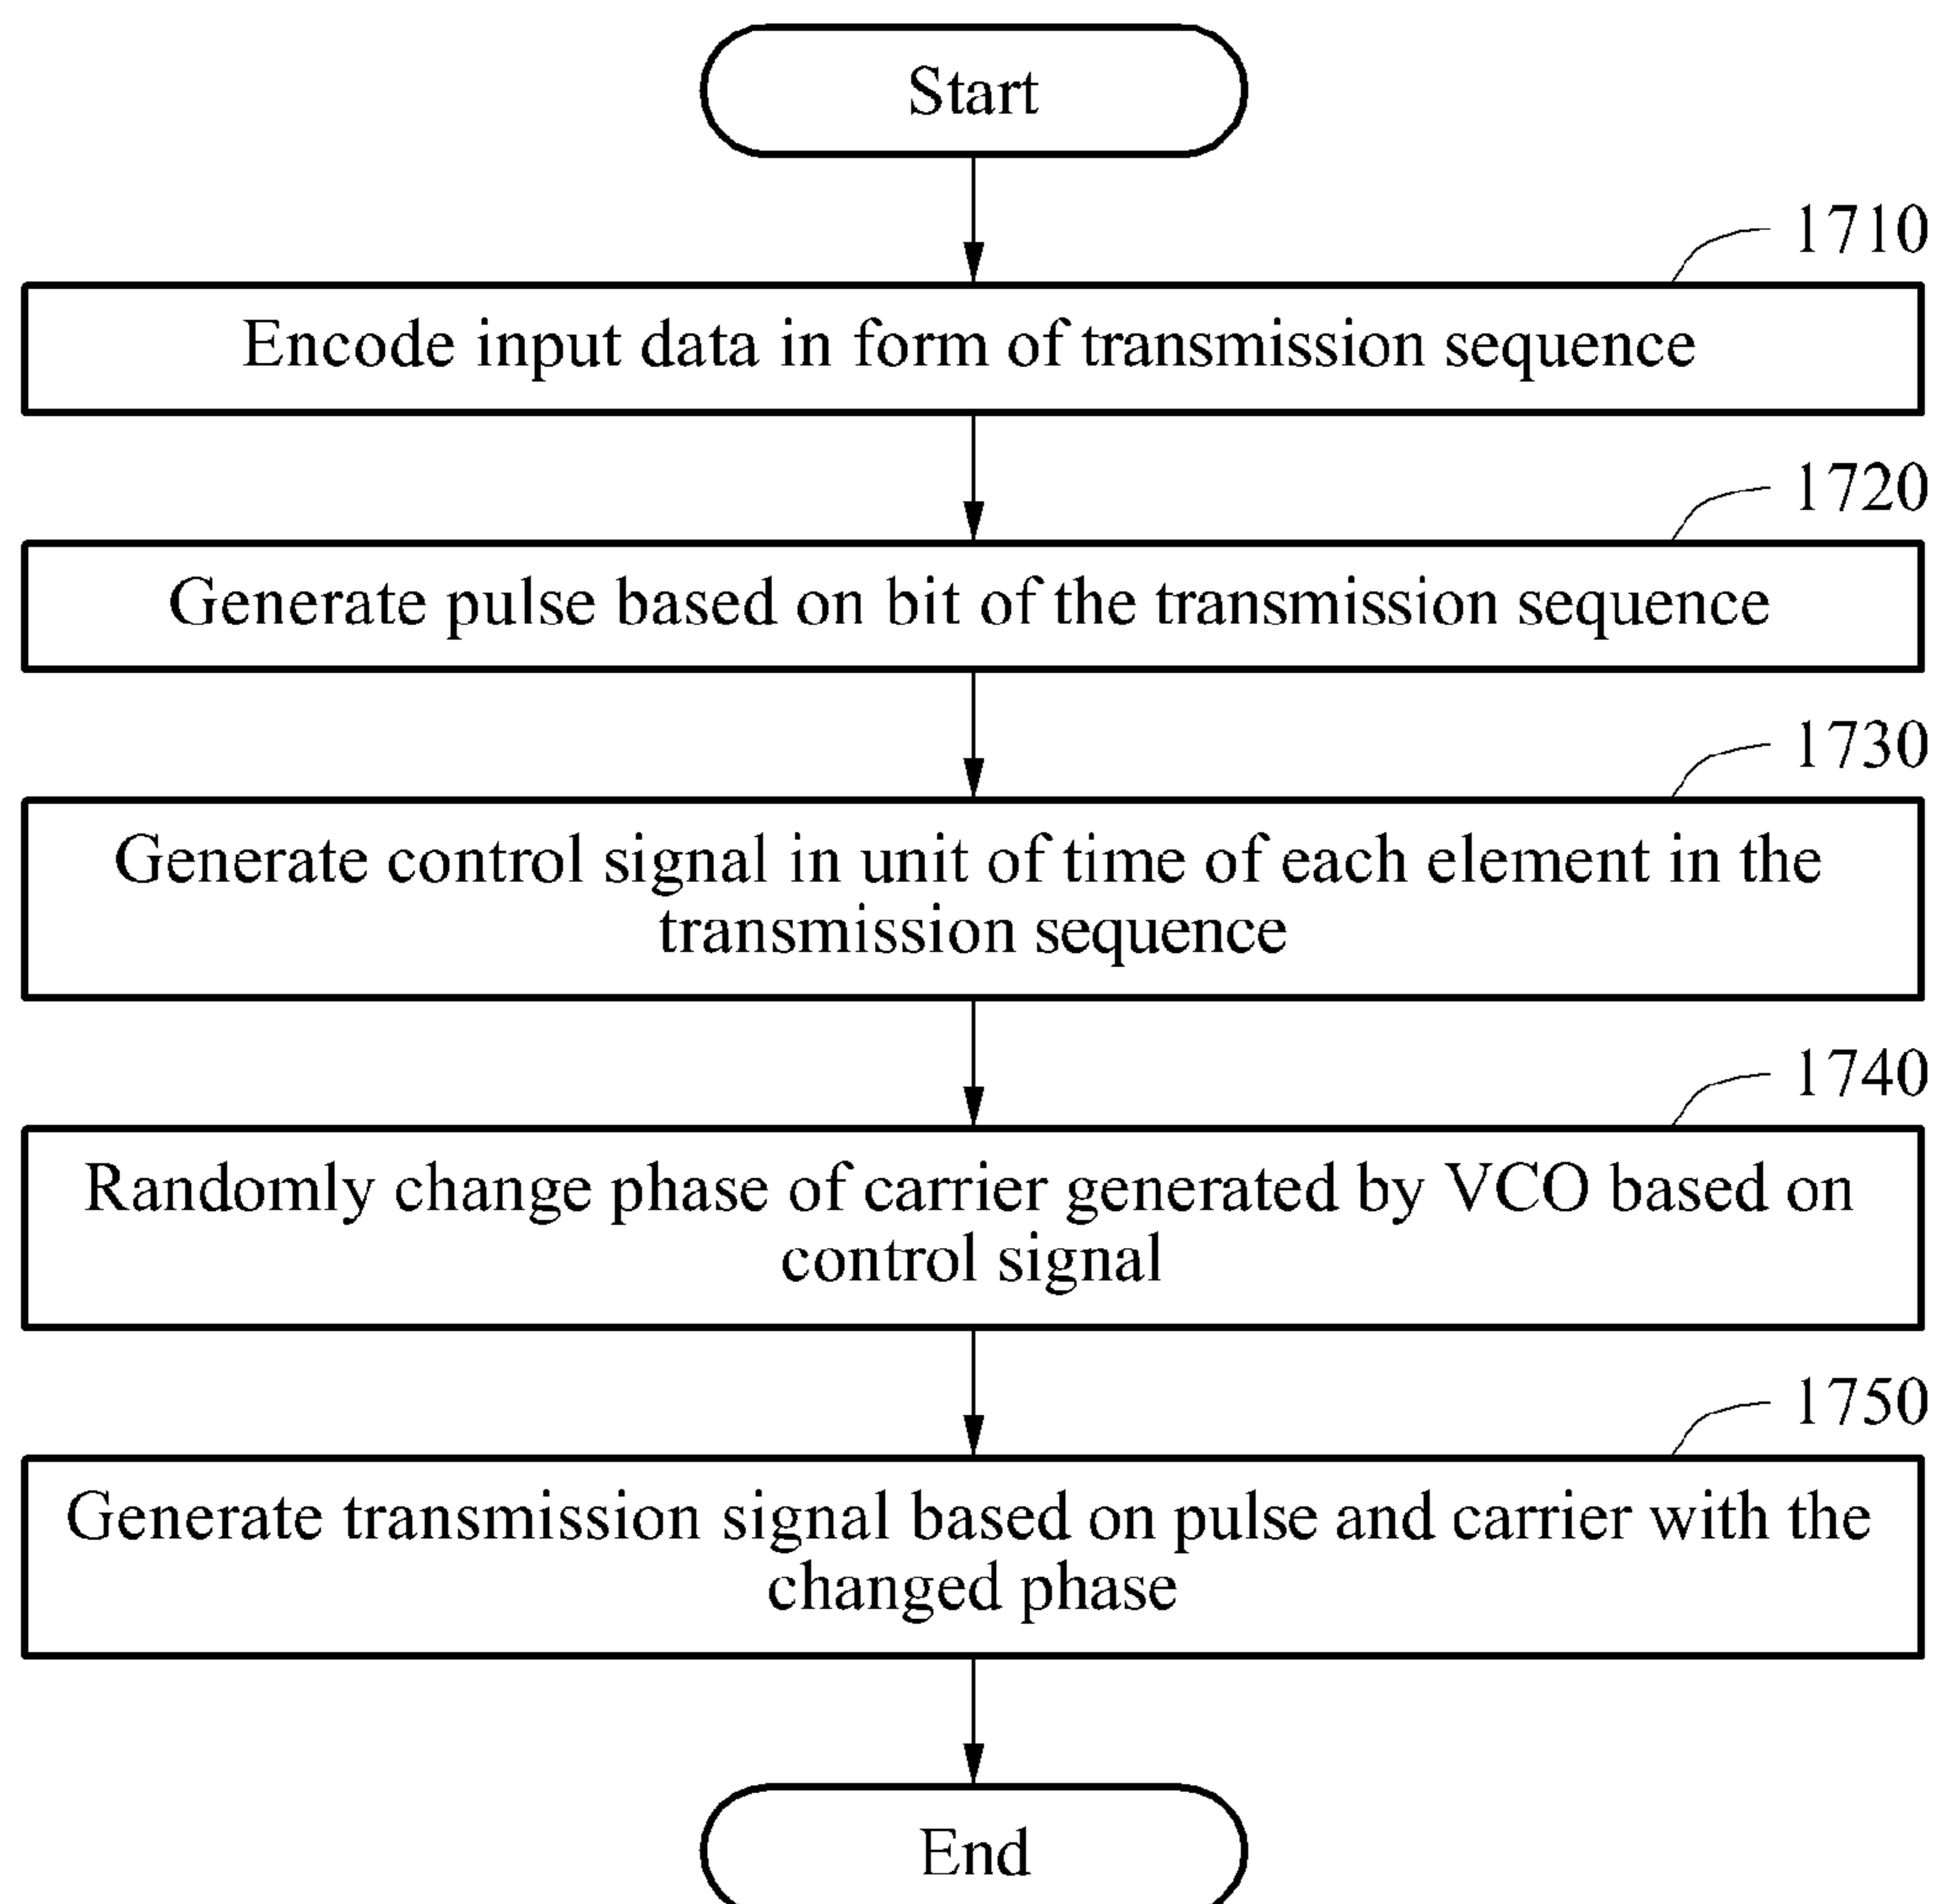 Start
1710
Encode input data in form of transmission sequence
1720
Generate pulse based on bit of the transmission sequence
1730
Generate control signal in unit of time of each element in the
transmission sequence
1740
Randomly change phase of carrier generated by VCO based on
control signal
1750
Generate transmission signal based on pulse and carrier with the
changed phase
End